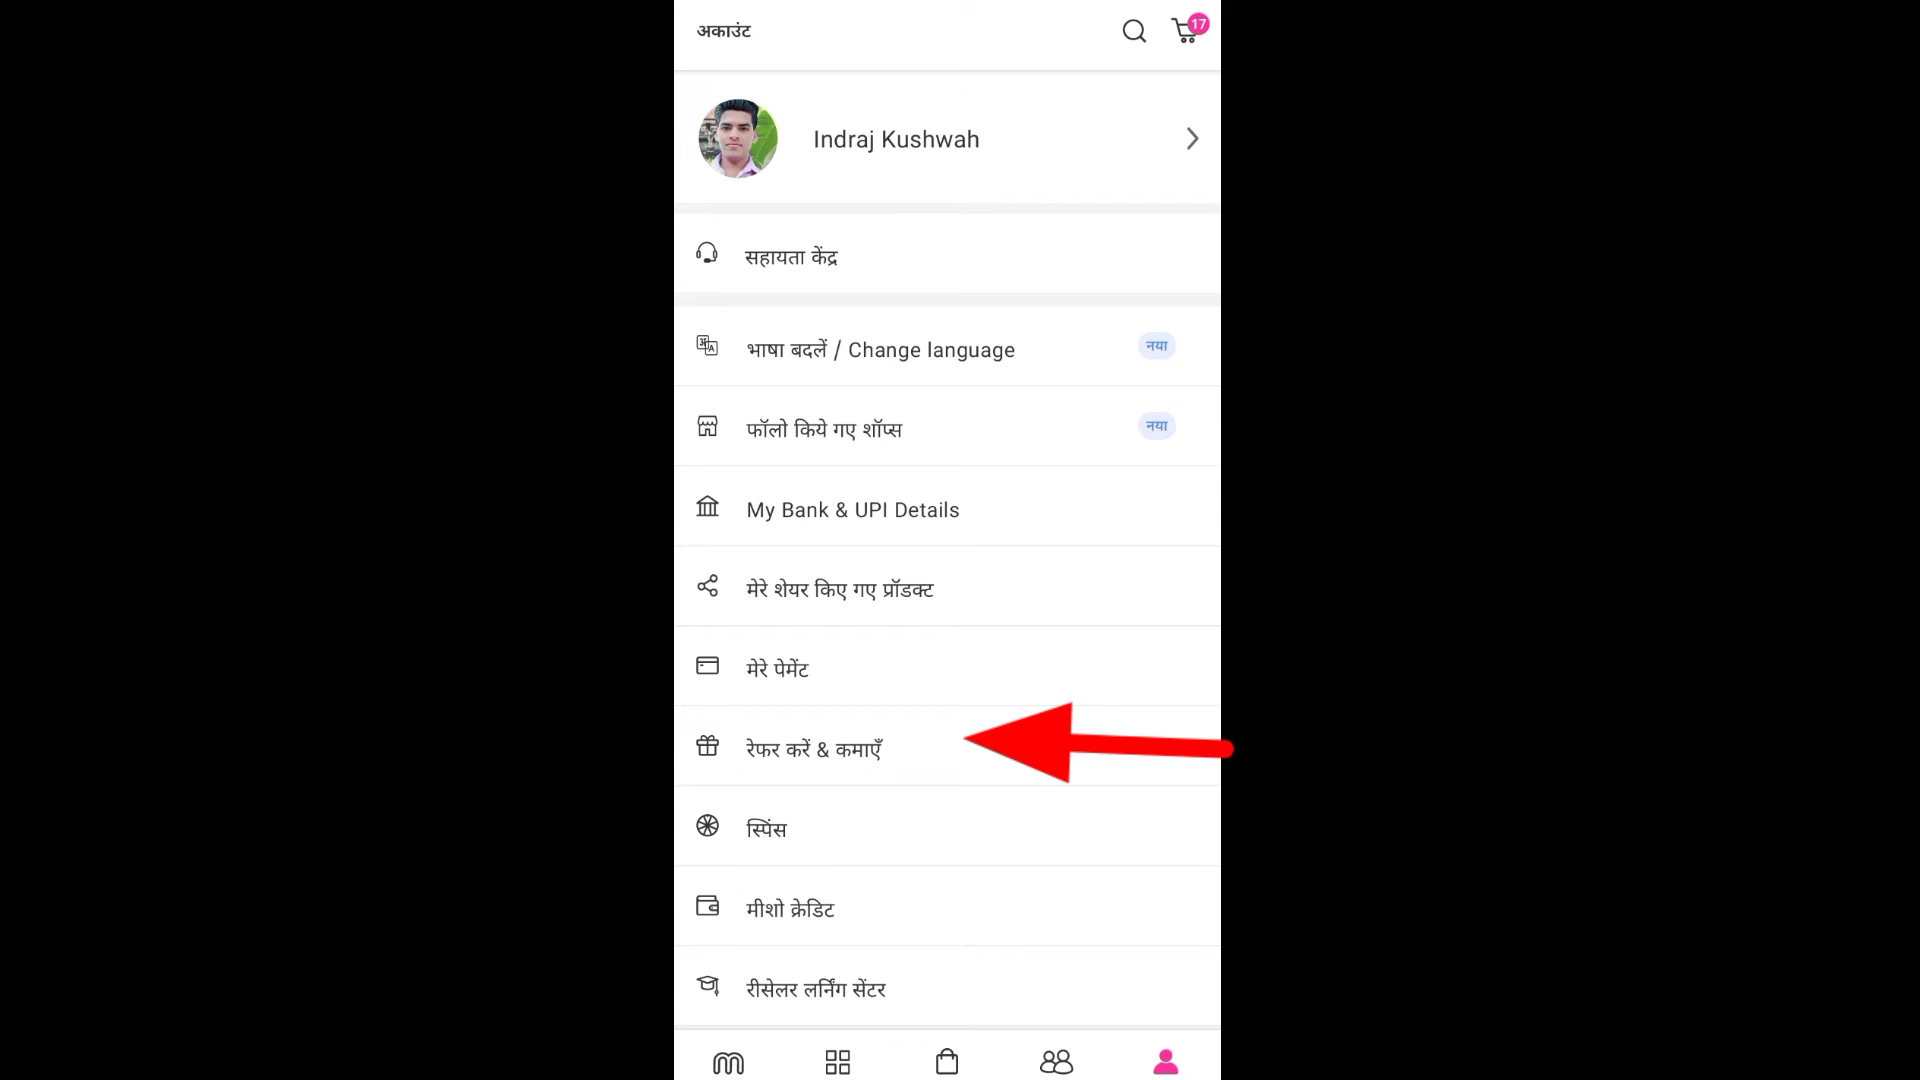 अकाउंट
17
Indraj Kushwah
सहायता केंद्र
भाषा बदलें / Change language
नया
फॉलो किये गए शॉप्स
नया
My Bank & UPI Details
मेरे शेयर किए गए प्रॉडक्ट
मेरे पेमेंट
रेफर करें & कमाएँ
स्पिंस
मीशो क्रेडिट
रीसेलर लर्निंग सेंटर